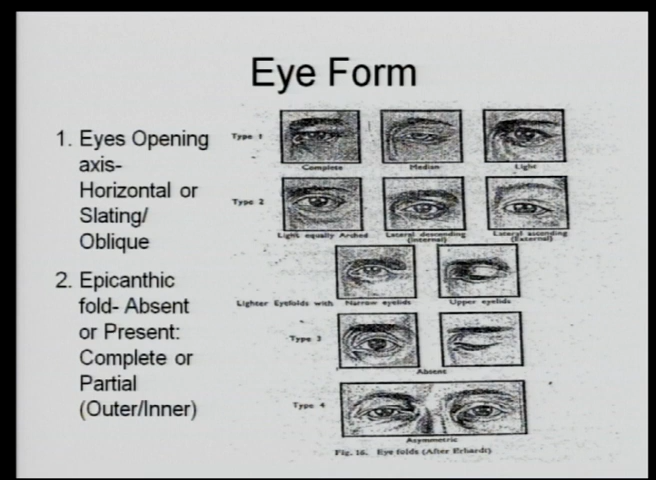 Eye Form
1. Eyes Opening
axis-
Horizontal or
Slating/
Oblique
2. Epicanthic
fold- Absent
or Present:
Complete or
Partial
(Outer/Inner)
Type 1
Complete
Median
Light
Type 2
Light equally Arched
Lateral descending
(Internal)
Lateral ascending
(External)
Lighter Eyefolds with
Narrow eyelids
Upper eyelids
Type 3
Absent
Type 4
Asymmetric
Fig. 16. Eye folds (After Erhardt)